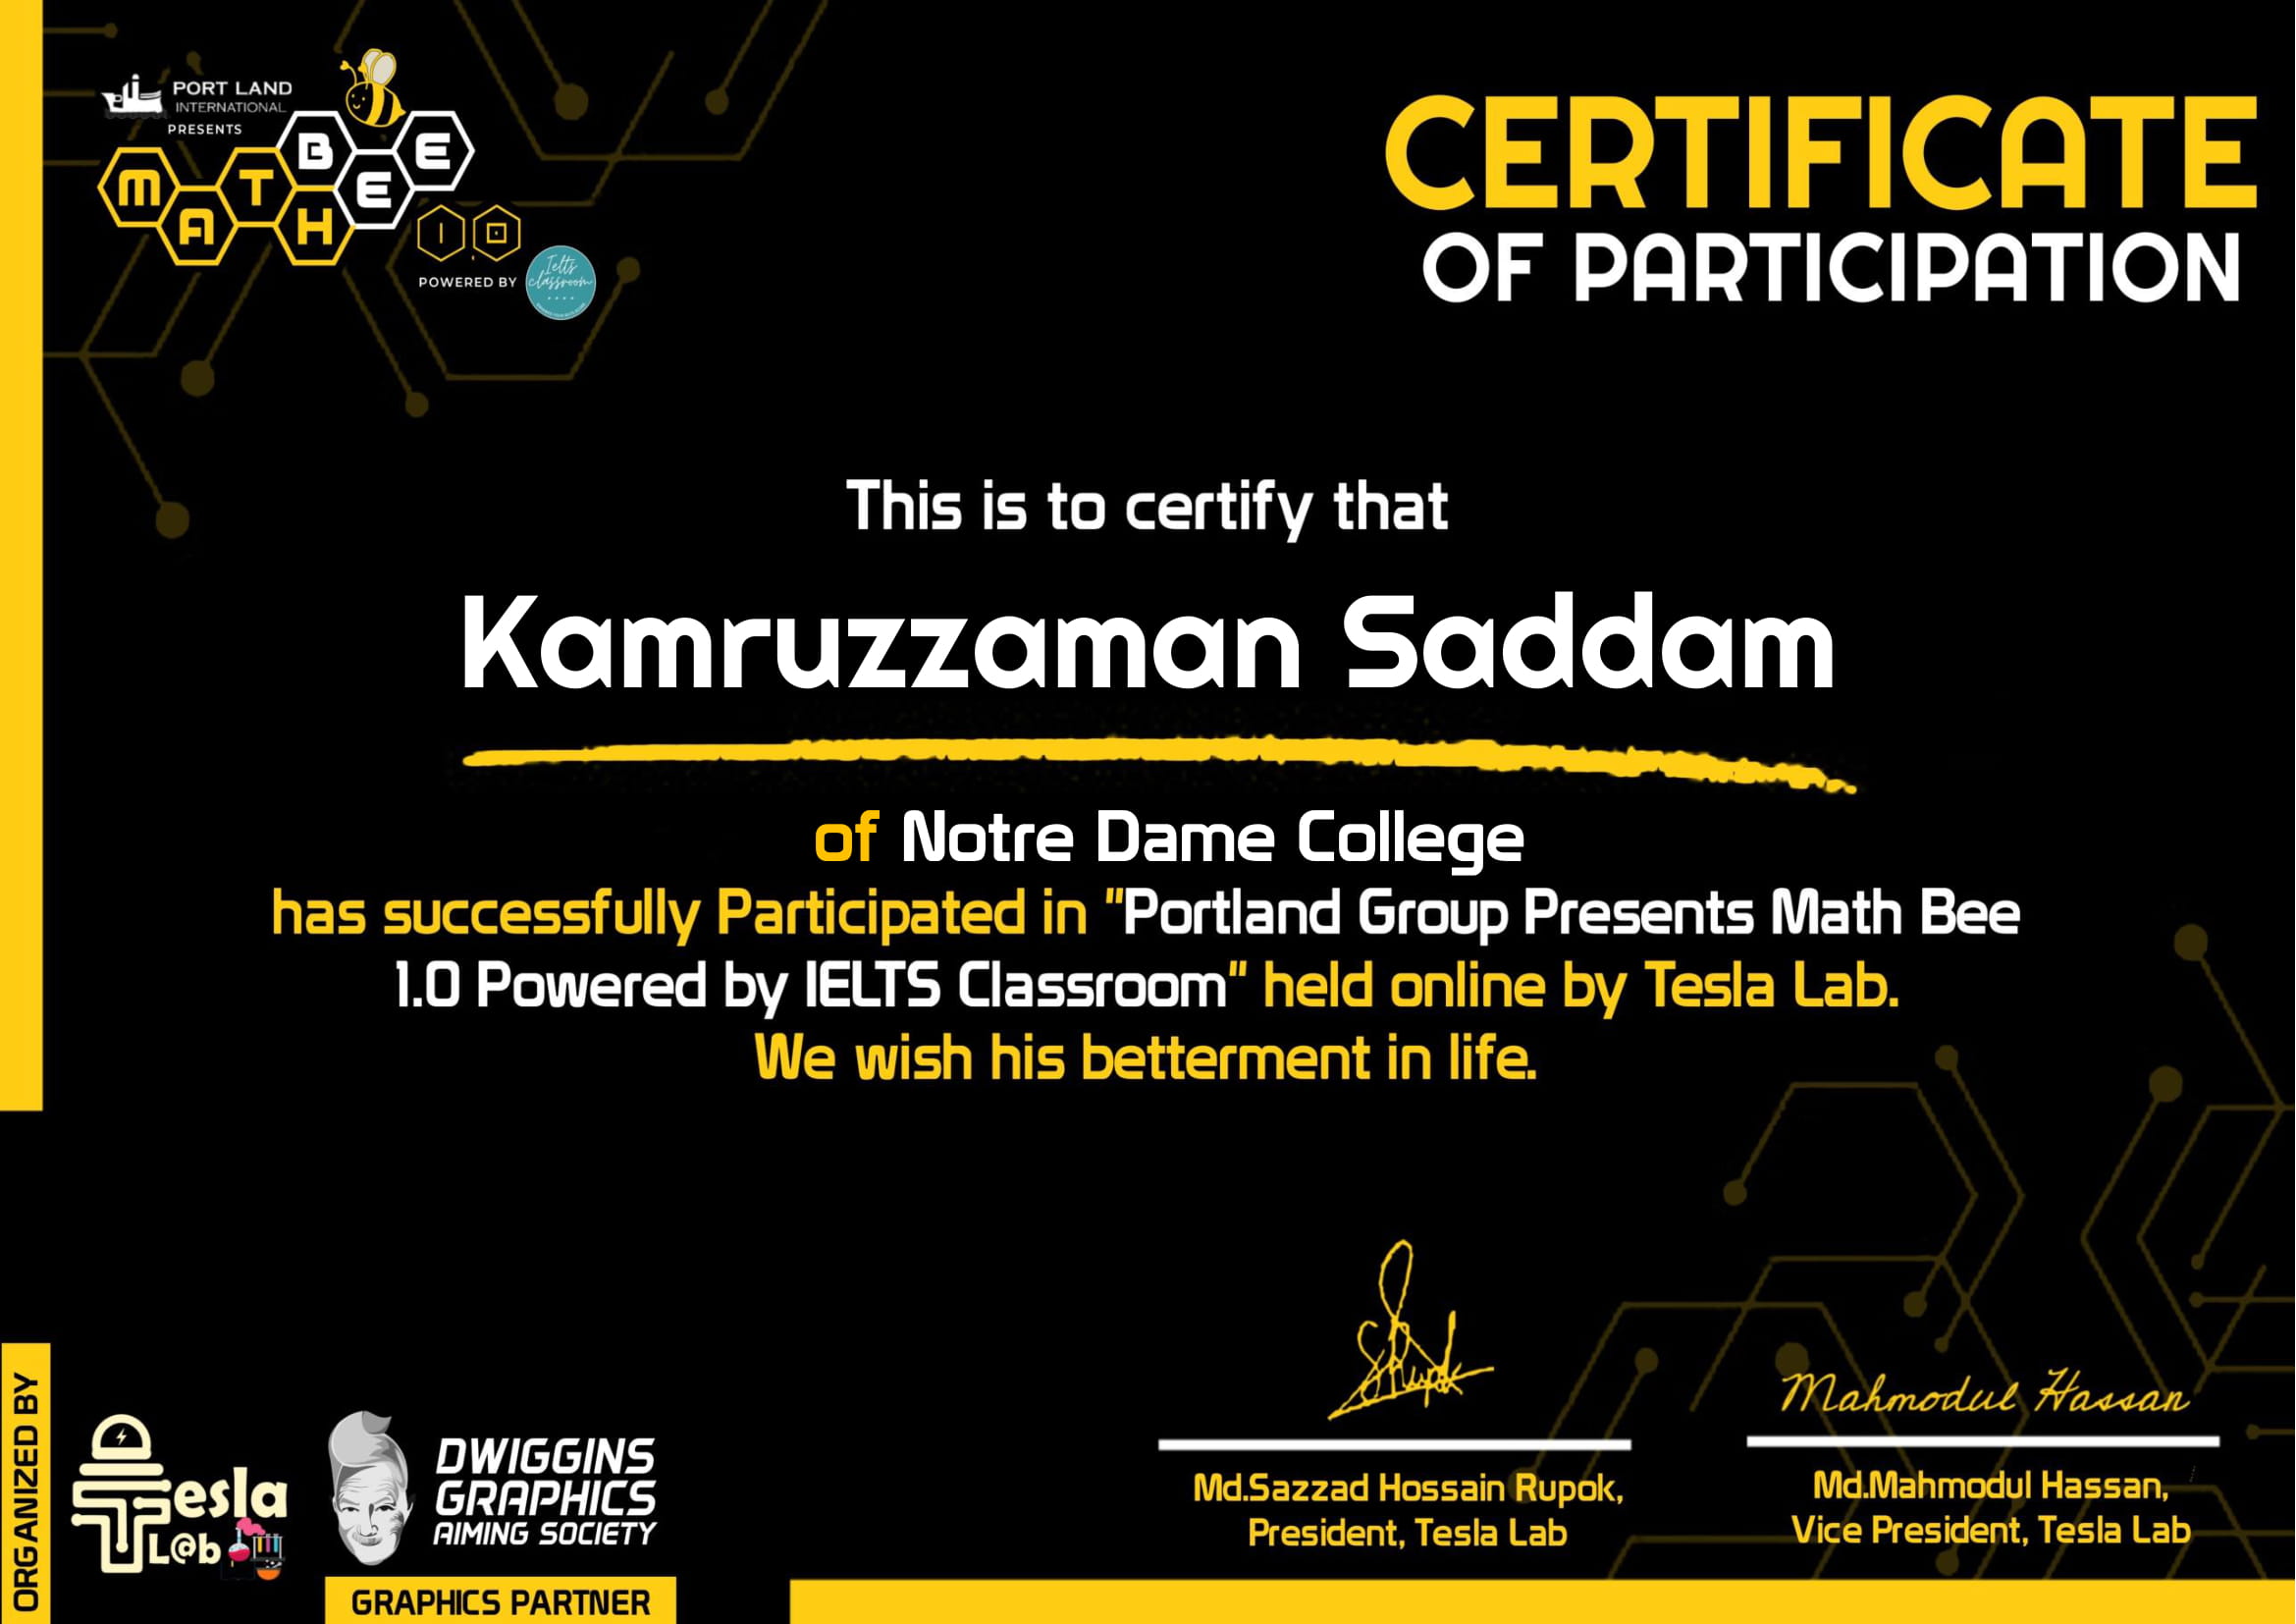 PORT LAND
INTERNATIONAL
PRESENTS
MATH BEE
1.0
POWERED BY
Ielts
classroom
CERTIFICATE
OF PARTICIPATION
This is to certify that
Kamruzzaman Saddam
of Notre Dame College
has successfully Participated in "Portland Group Presents Math Bee
1.0 Powered by IELTS Classroom" held online by Tesla Lab.
We wish his betterment in life.
ORGANIZED BY
Tesla
L@b
DWIGGINS
GRAPHICS
AIMING SOCIETY
GRAPHICS PARTNER
SRupok
Md.Sazzad Hossain Rupok,
President, Tesla Lab
Mahmodul Hassan
Md.Mahmodul Hassan,
Vice President, Tesla Lab